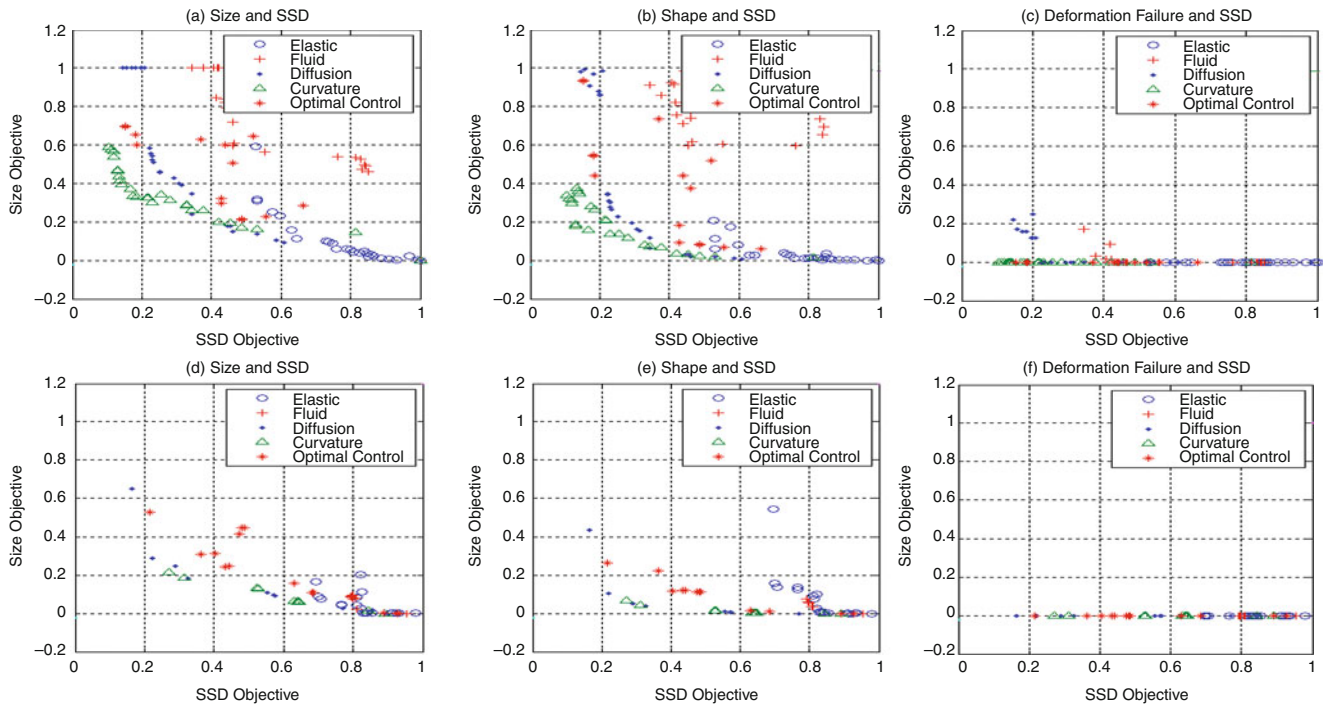 (a) Size and SSD
1.2
1
0.8
0.6
0.4
0.2
0
−0.2
Size Objective
Elastic
Fluid
Diffusion
Curvature
Optimal Control
0
0.2
0.4
0.6
0.8
1
SSD Objective
(b) Shape and SSD
1.2
1
0.8
0.6
0.4
0.2
0
−0.2
Size Objective
Elastic
Fluid
Diffusion
Curvature
Optimal Control
0
0.2
0.4
0.6
0.8
1
SSD Objective
(c) Deformation Failure and SSD
1.2
1
0.8
0.6
0.4
0.2
0
−0.2
Size Objective
Elastic
Fluid
Diffusion
Curvature
Optimal Control
0
0.2
0.4
0.6
0.8
1
SSD Objective
(d) Size and SSD
1.2
1
0.8
0.6
0.4
0.2
0
−0.2
Size Objective
Elastic
Fluid
Diffusion
Curvature
Optimal Control
0
0.2
0.4
0.6
0.8
1
SSD Objective
(e) Shape and SSD
1.2
1
0.8
0.6
0.4
0.2
0
−0.2
Size Objective
Elastic
Fluid
Diffusion
Curvature
Optimal Control
0
0.2
0.4
0.6
0.8
1
SSD Objective
(f) Deformation Failure and SSD
1.2
1
0.8
0.6
0.4
0.2
0
−0.2
Size Objective
Elastic
Fluid
Diffusion
Curvature
Optimal Control
0
0.2
0.4
0.6
0.8
1
SSD Objective